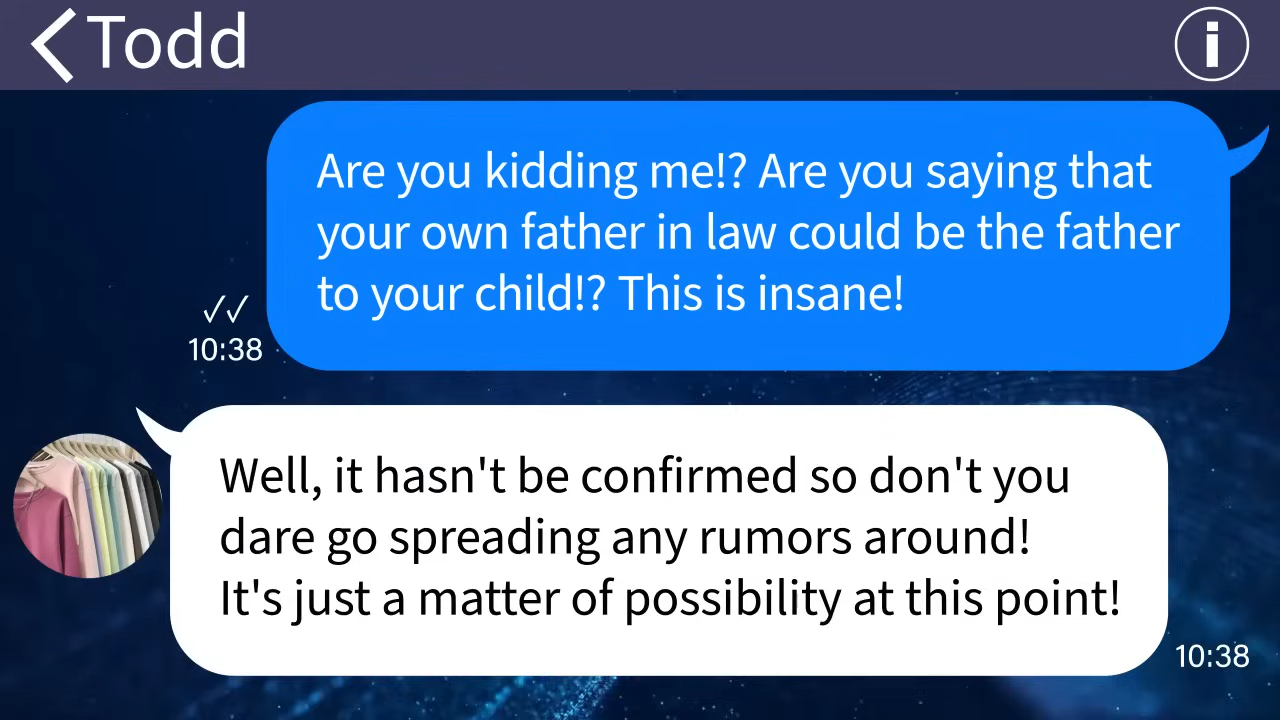 Todd
Are you kidding me!? Are you saying that
your own father in law could be the father
to your child!? This is insane!
10:38
Well, it hasn't be confirmed so don't you
dare go spreading any rumors around!
It's just a matter of possibility at this point!
10:38